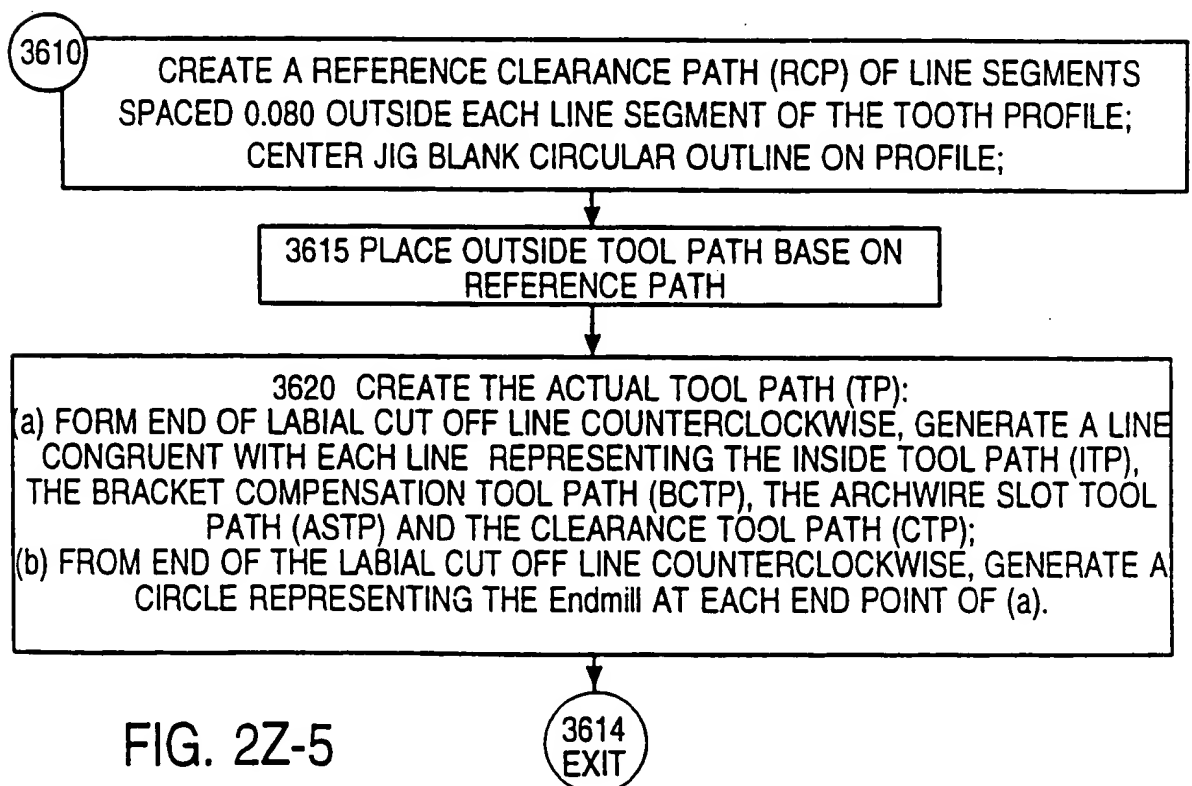 3610
CREATE A REFERENCE CLEARANCE PATH (RCP) OF LINE SEGMENTS
SPACED 0.080 OUTSIDE EACH LINE SEGMENT OF THE TOOTH PROFILE;
CENTER JIG BLANK CIRCULAR OUTLINE ON PROFILE;
3615 PLACE OUTSIDE TOOL PATH BASE ON
REFERENCE PATH
3620 CREATE THE ACTUAL TOOL PATH (TP):
(a) FORM END OF LABIAL CUT OFF LINE COUNTERCLOCKWISE, GENERATE A LINE
CONGRUENT WITH EACH LINE REPRESENTING THE INSIDE TOOL PATH (ITP),
THE BRACKET COMPENSATION TOOL PATH (BCTP), THE ARCHWIRE SLOT TOOL
PATH (ASTP) AND THE CLEARANCE TOOL PATH (CTP);
(b) FROM END OF THE LABIAL CUT OFF LINE COUNTERCLOCKWISE, GENERATE A
CIRCLE REPRESENTING THE Endmill AT EACH END POINT OF (a).
3614
EXIT
FIG. 2Z-5